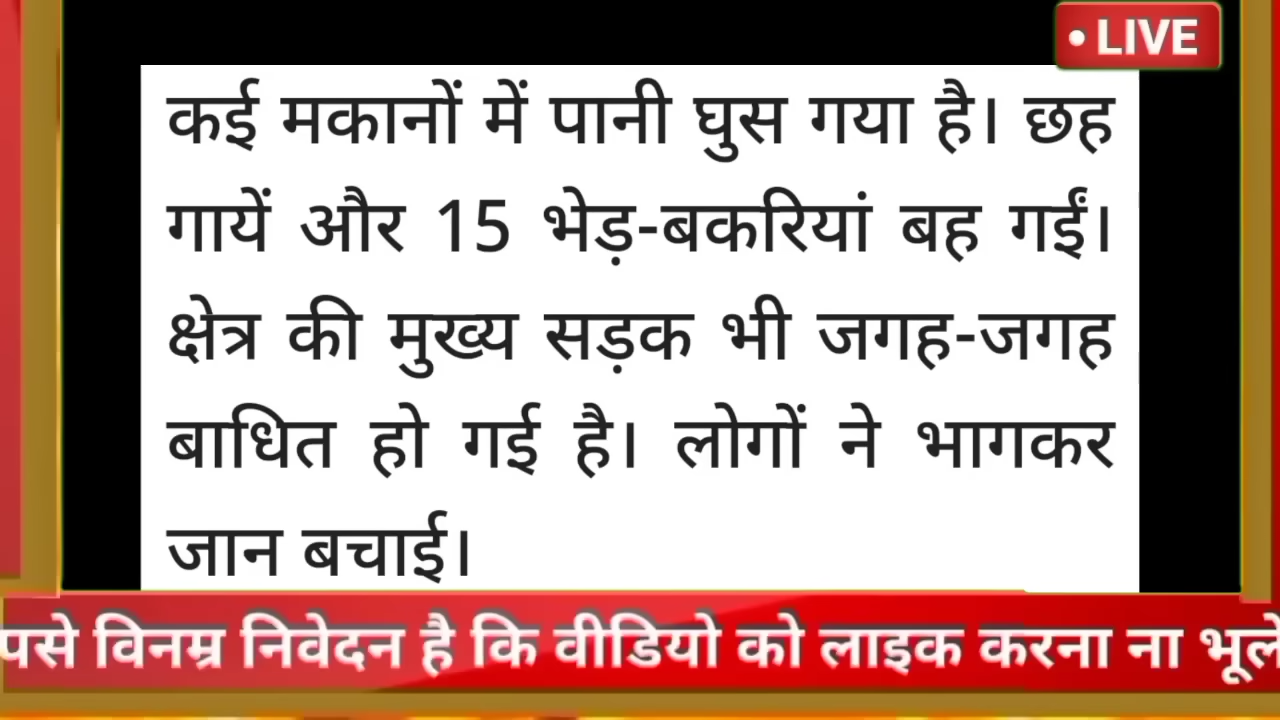 • LIVE
कई मकानों में पानी घुस गया है। छह
गायें और 15 भेड़-बकरियां बह गईं।
क्षेत्र की मुख्य सड़क भी जगह-जगह
बाधित हो गई है। लोगों ने भागकर
जान बचाई।
पसे विनम्र निवेदन है कि वीडियो को लाइक करना ना भूले